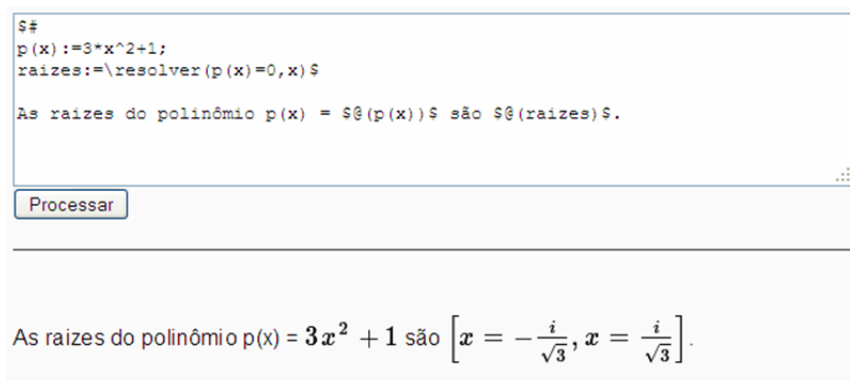 $#
p(x):=3*x^2+1;
raizes:=\resolver(p(x)=0,x)$
As raizes do polinômio p(x) = $@(p(x))$ são $@(raizes)$.
Processar
As raizes do polinômio p(x) = 3x² + 1 são [x = −i/√3, x = i/√3].